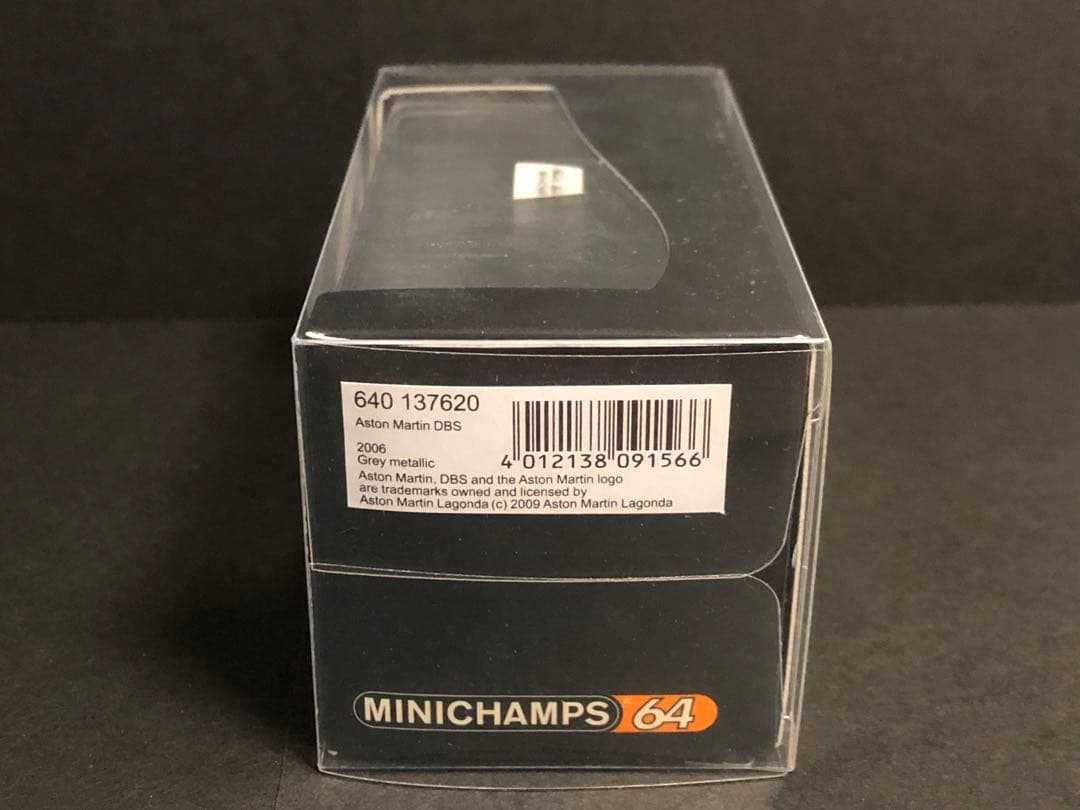 640 137620
Aston Martin DBS
2006
Grey metallic
4 012138 091566
Aston Martin, DBS and the Aston Martin logo
are trademarks owned and licensed by
Aston Martin Lagonda (c) 2009 Aston Martin Lagonda
MINICHAMPS 64